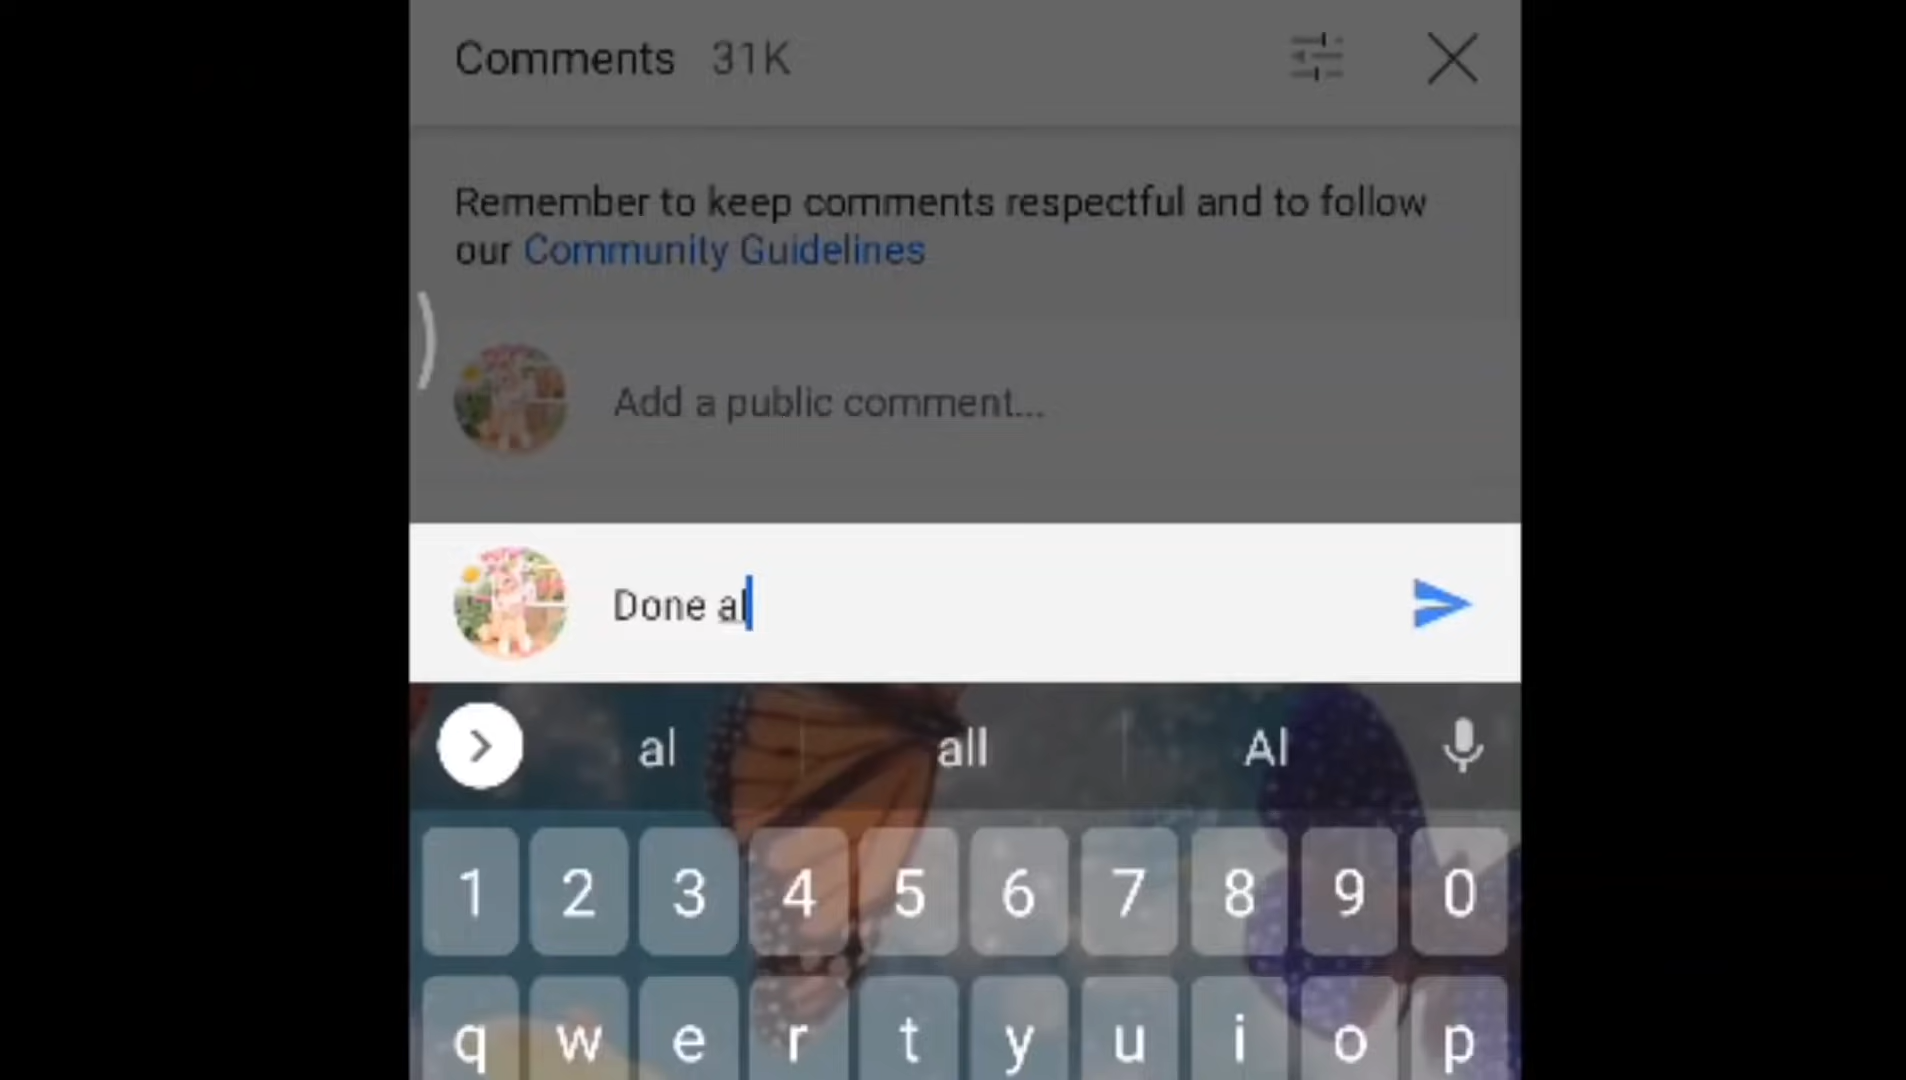 Comments 31K
Remember to keep comments respectful and to follow
our Community Guidelines
Add a public comment...
Done al
al all Al
1 2 3 4 5 6 7 8 9 0
q w e r t y u i o p